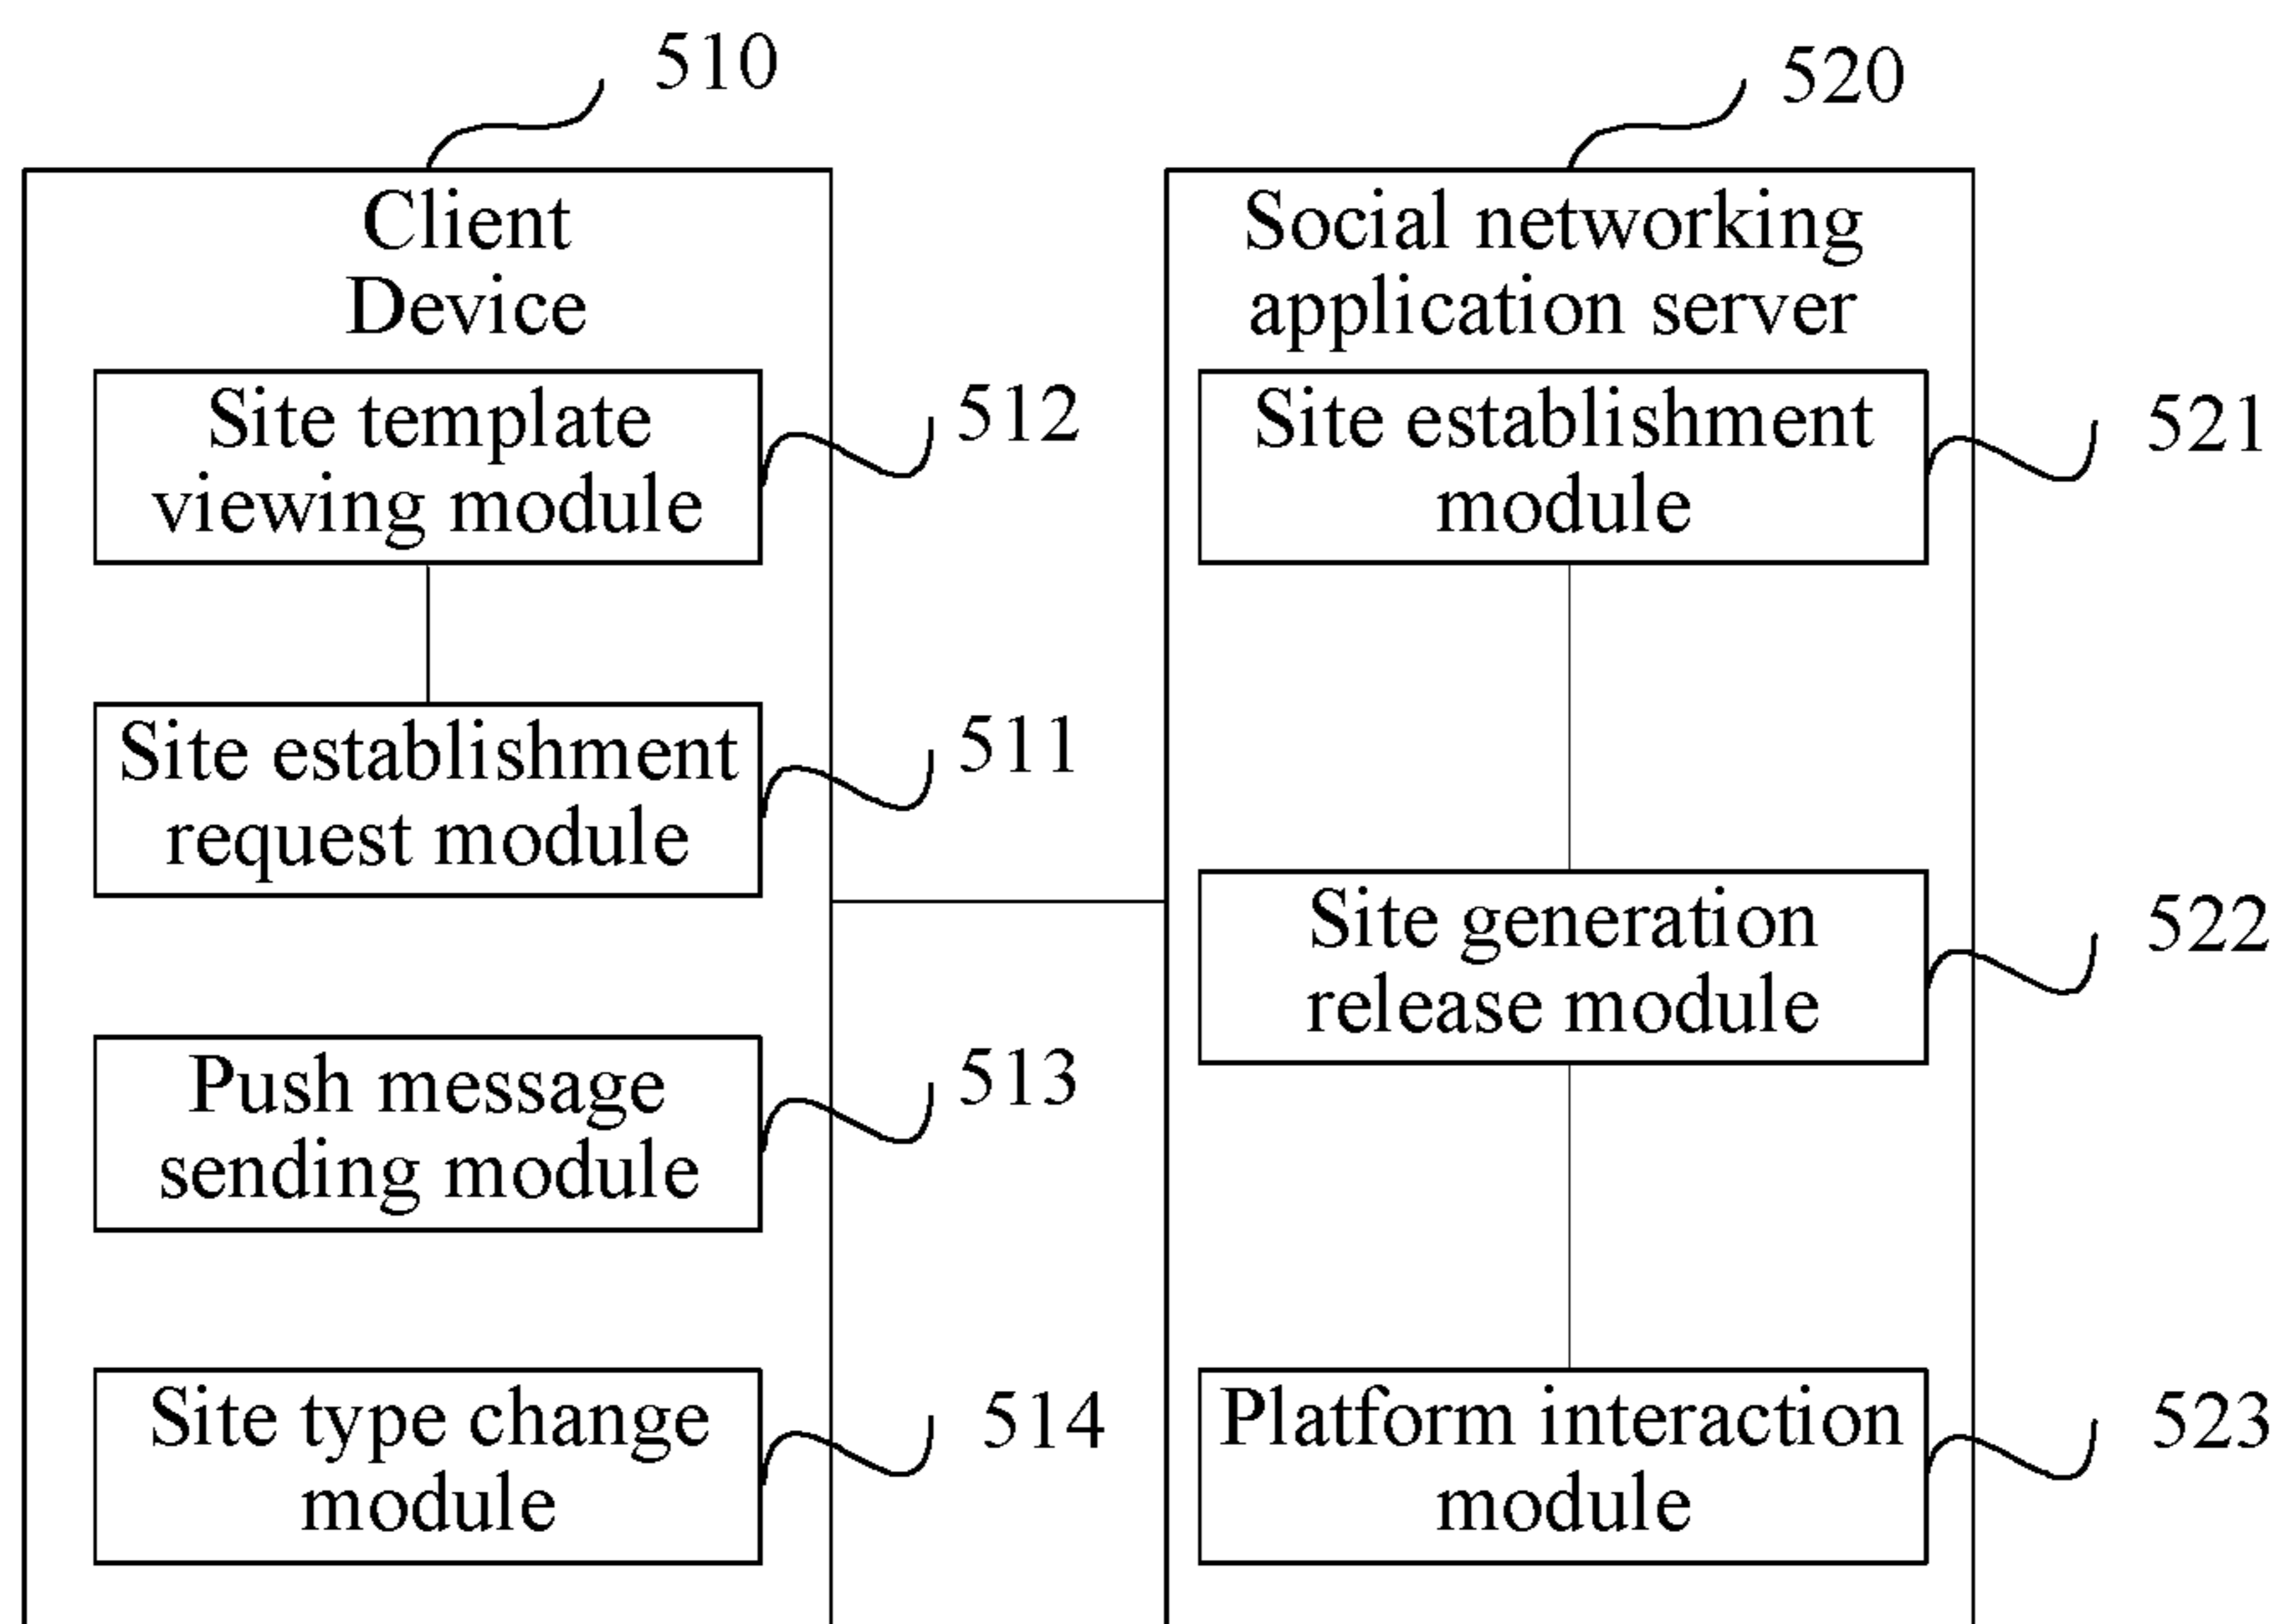 510
520
Client
Device
Social networking
application server
Site template
viewing module
512
Site establishment
module
521
Site establishment
request module
511
Site generation
release module
522
Push message
sending module
513
Site type change
module
514
Platform interaction
module
523